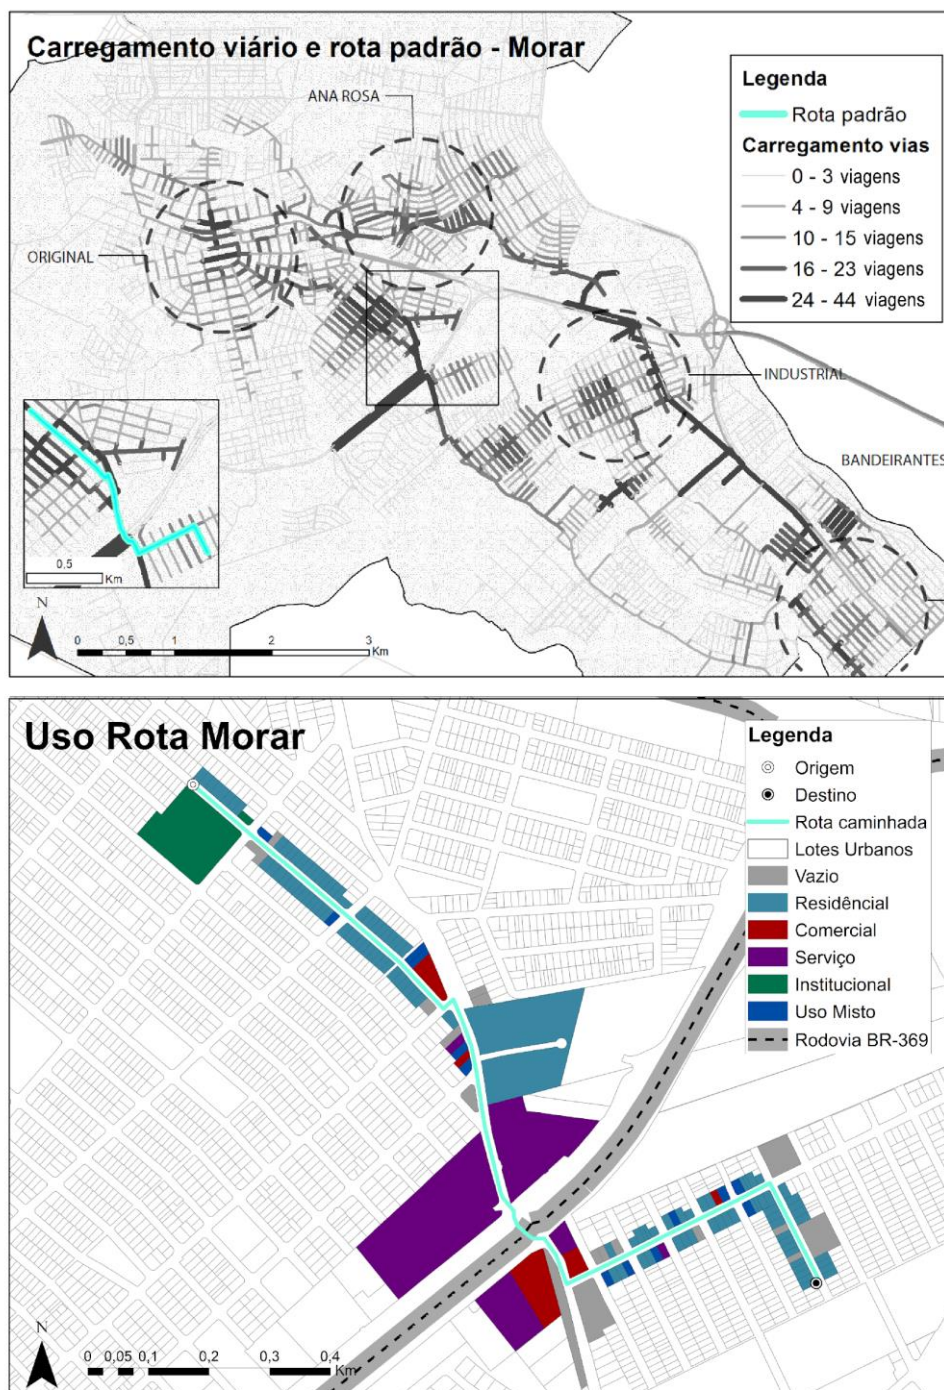 Carregamento viário e rota padrão - Morar
ANA ROSA
Legenda
Rota padrão
Carregamento vias
0 - 3 viagens
4 - 9 viagens
10 - 15 viagens
16 - 23 viagens
24 - 44 viagens
ORIGINAL
INDUSTRIAL
BANDEIRANTES
0,5
Km
N
0 0,5 1 2 3
Km
Uso Rota Morar
Legenda
Origem
Destino
Rota caminhada
Lotes Urbanos
Vazio
Residêncial
Comercial
Serviço
Institucional
Uso Misto
Rodovia BR-369
N
0 0,05 0,1 0,2 0,3 0,4
Km